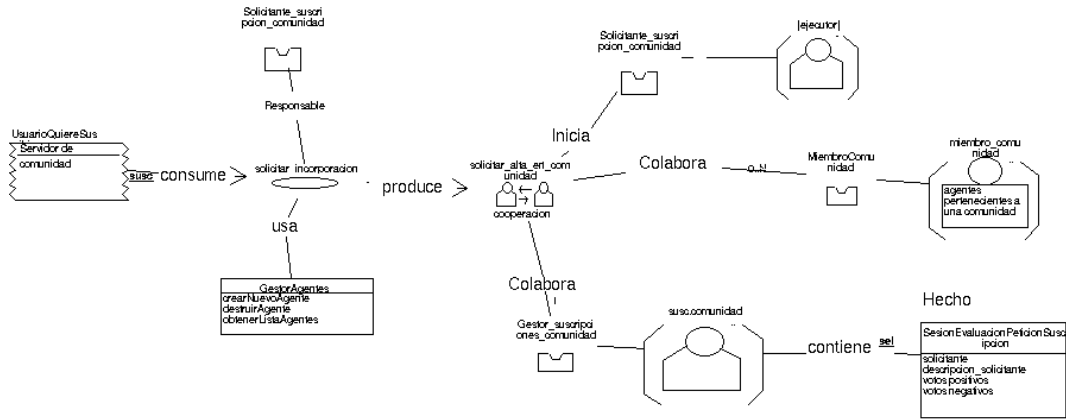 Solicitante_suscri
pcion_comunidad
Responsable
UsuarioQuiereSus
Servidor de
comunidad
susc
consume
solicitar_incorporacion
produce
usa
GestorAgentes
crearNuevoAgente
destruirAgente
obtenerListaAgentes
Solicitante_suscri
pcion_comunidad
|ejecutor|
Inicia
solicitar_alta_en_com
unidad
cooperacion
Colabora
0..N
MiembroComu
nidad
miembro_comu
nidad
agentes
pertenecientes a
una comunidad
Colabora
Gestor_suscripci
ones_comunidad
susc.comunidad
contiene
sel
Hecho
SesionEvaluacionPeticionSusc
ripcion
solicitante
descripcion_solicitante
votos positivos
votos negativos